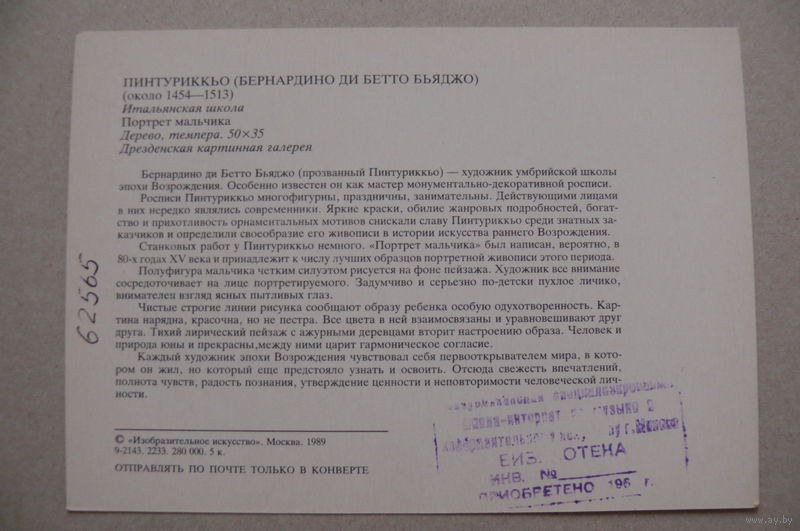 ПИНТУРИККЬО (БЕРНАРДИНО ДИ БЕТТО БЬЯДЖО)
(около 1454—1513)
Итальянская школа
Портрет мальчика
Дерево, темпера. 50×35
Дрезденская картинная галерея
Бернардино ди Бетто Бьяджо (прозванный Пинтуриккьо) — художник умбрийской школы
эпохи Возрождения. Особенно известен он как мастер монументально-декоративной росписи.
Росписи Пинтуриккьо многофигурны, праздничны, занимательны. Действующими лицами
в них нередко являлись современники. Яркие краски, обилие жанровых подробностей, богат-
ство и прихотливость орнаментальных мотивов снискали славу Пинтуриккьо среди знатных за-
казчиков и определили своеобразие его живописи в истории искусства раннего Возрождения.
Станковых работ у Пинтуриккьо немного. «Портрет мальчика» был написан, вероятно, в
80-х годах XV века и принадлежит к числу лучших образцов портретной живописи этого периода.
Полуфигура мальчика четким силуэтом рисуется на фоне пейзажа. Художник все внимание
сосредоточивает на лице портретируемого. Задумчиво и серьезно по-детски пухлое личико,
внимателен взгляд ясных пытливых глаз.
Чистые строгие линии рисунка сообщают образу ребенка особую одухотворенность. Кар-
тина нарядна, красочна, но не пестра. Все цвета в ней взаимосвязаны и уравновешивают друг
друга. Тихий лирический пейзаж с ажурными деревцами вторит настроению образа. Человек и
природа юны и прекрасны,между ними царит гармоническое согласие.
Каждый художник эпохи Возрождения чувствовал себя первооткрывателем мира, в кото-
ром он жил, но который еще предстояло узнать и освоить. Отсюда свежесть впечатлений,
полнота чувств, радость познания, утверждение ценности и неповторимости человеческой лич-
ности.
© «Изобразительное искусство». Москва. 1989
9-2143. 2233. 280 000. 5 к.
ОТПРАВЛЯТЬ ПО ПОЧТЕ ТОЛЬКО В КОНВЕРТЕ
62565
ОТЕКА
ИНВ. №
ПРИОБРЕТЕНО 196 г.
www.ay.by